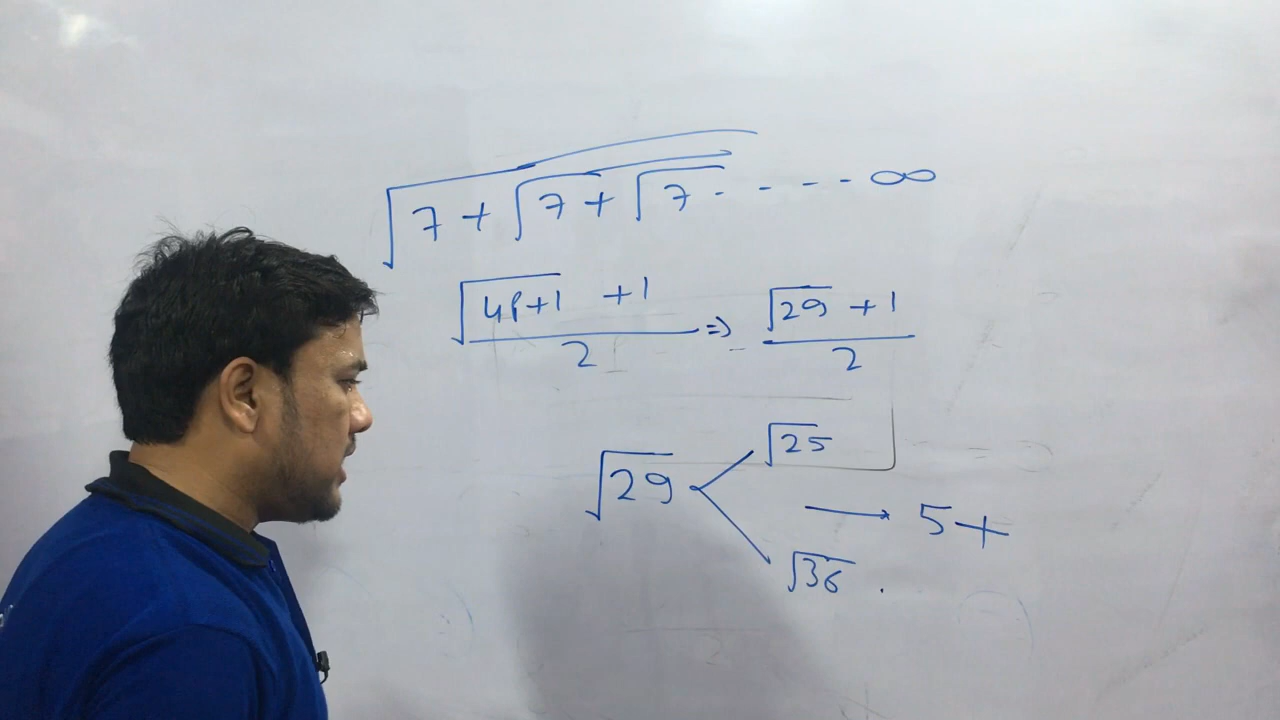 √7 + √7 + √7 - - - - ∞
√4P+1 +1 / 2 ⇒ √29 + 1 / 2
√29 < √25 √36 → 5+